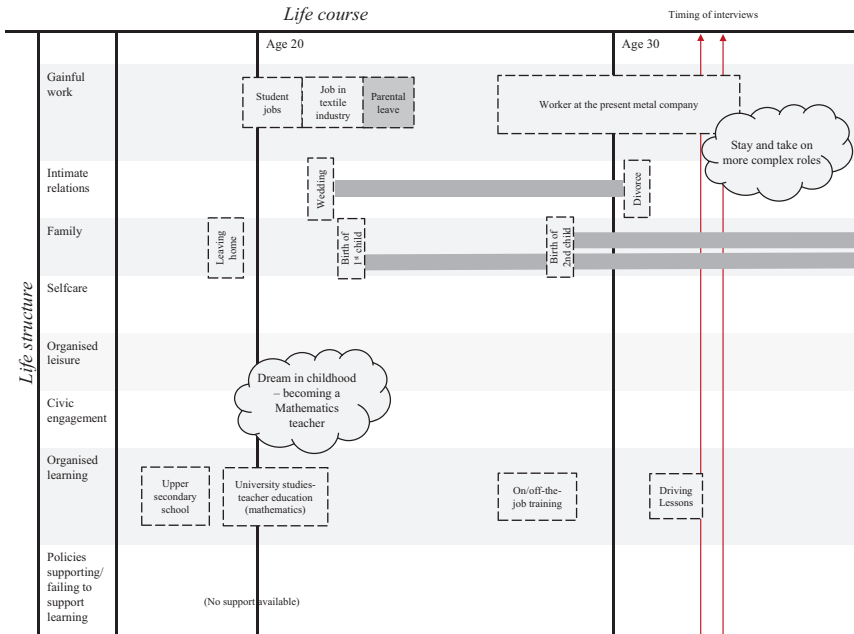 Life course
Timing of interviews
Age 20
Age 30
Life structure
Gainful
work
Student
jobs
Job in
textile
industry
Parental
leave
Worker at the present metal company
Stay and take on
more complex roles
Intimate
relations
Wedding
Divorce
Family
Leaving
home
Birth of
1st child
Birth of
2nd child
Selfcare
Organised
leisure
Dream in childhood
– becoming a
Mathematics
teacher
Civic
engagement
Organised
learning
Upper
secondary
school
University studies-
teacher education
(mathematics)
On/off-the-
job training
Driving
Lessons
Policies
supporting/
failing to
support
learning
(No support available)